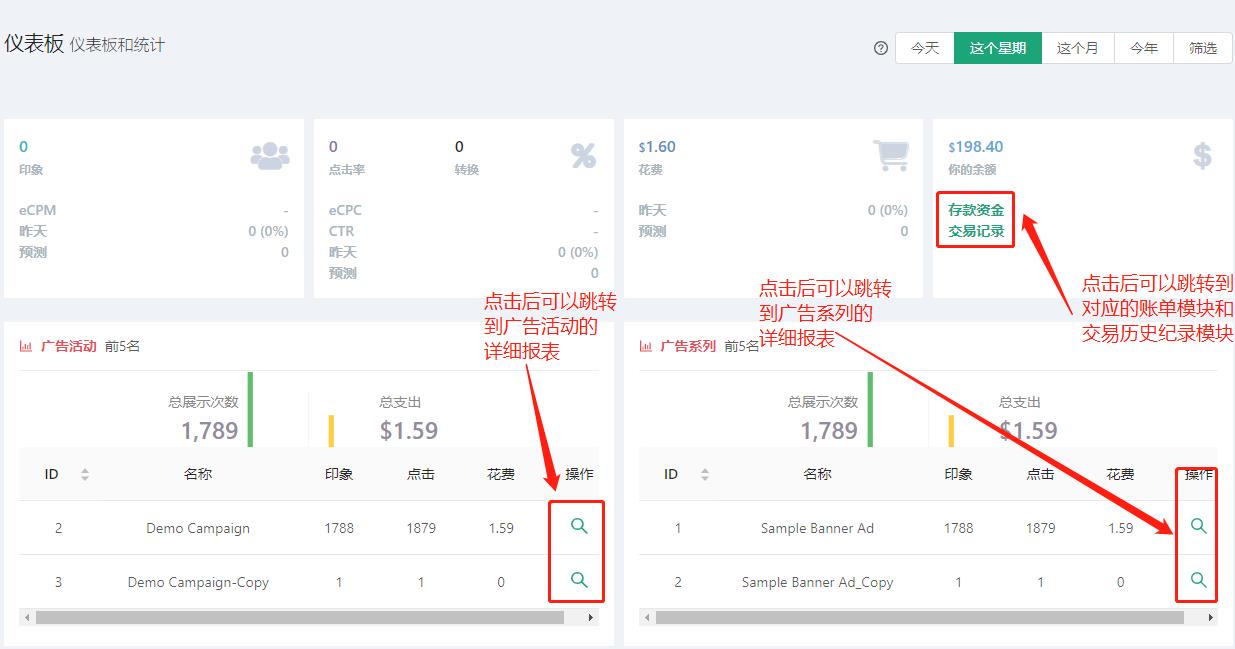 仪表板 仪表板和统计
今天 这个星期 这个月 今年 筛选
0
印象
eCPM -
昨天 0 (0%)
预测 0
0 0
点击率 转换
eCPC -
CTR -
昨天 0 (0%)
预测 0
$1.60
花费
昨天 0 (0%)
预测 0
$198.40
你的余额
存款资金
交易记录
点击后可以跳转到
对应的账单模块和
交易历史纪录模块
点击后可以跳转
到广告活动的
详细报表
点击后可以跳转
到广告系列的
详细报表
广告活动 前5名
总展示次数 总支出
1,789 $1.59
ID 名称 印象 点击 花费 操作
2 Demo Campaign 1788 1879 1.59
3 Demo Campaign-Copy 1 1 0
广告系列 前5名
总展示次数 总支出
1,789 $1.59
ID 名称 印象 点击 花费 操作
1 Sample Banner Ad 1788 1879 1.59
2 Sample Banner Ad_Copy 1 1 0